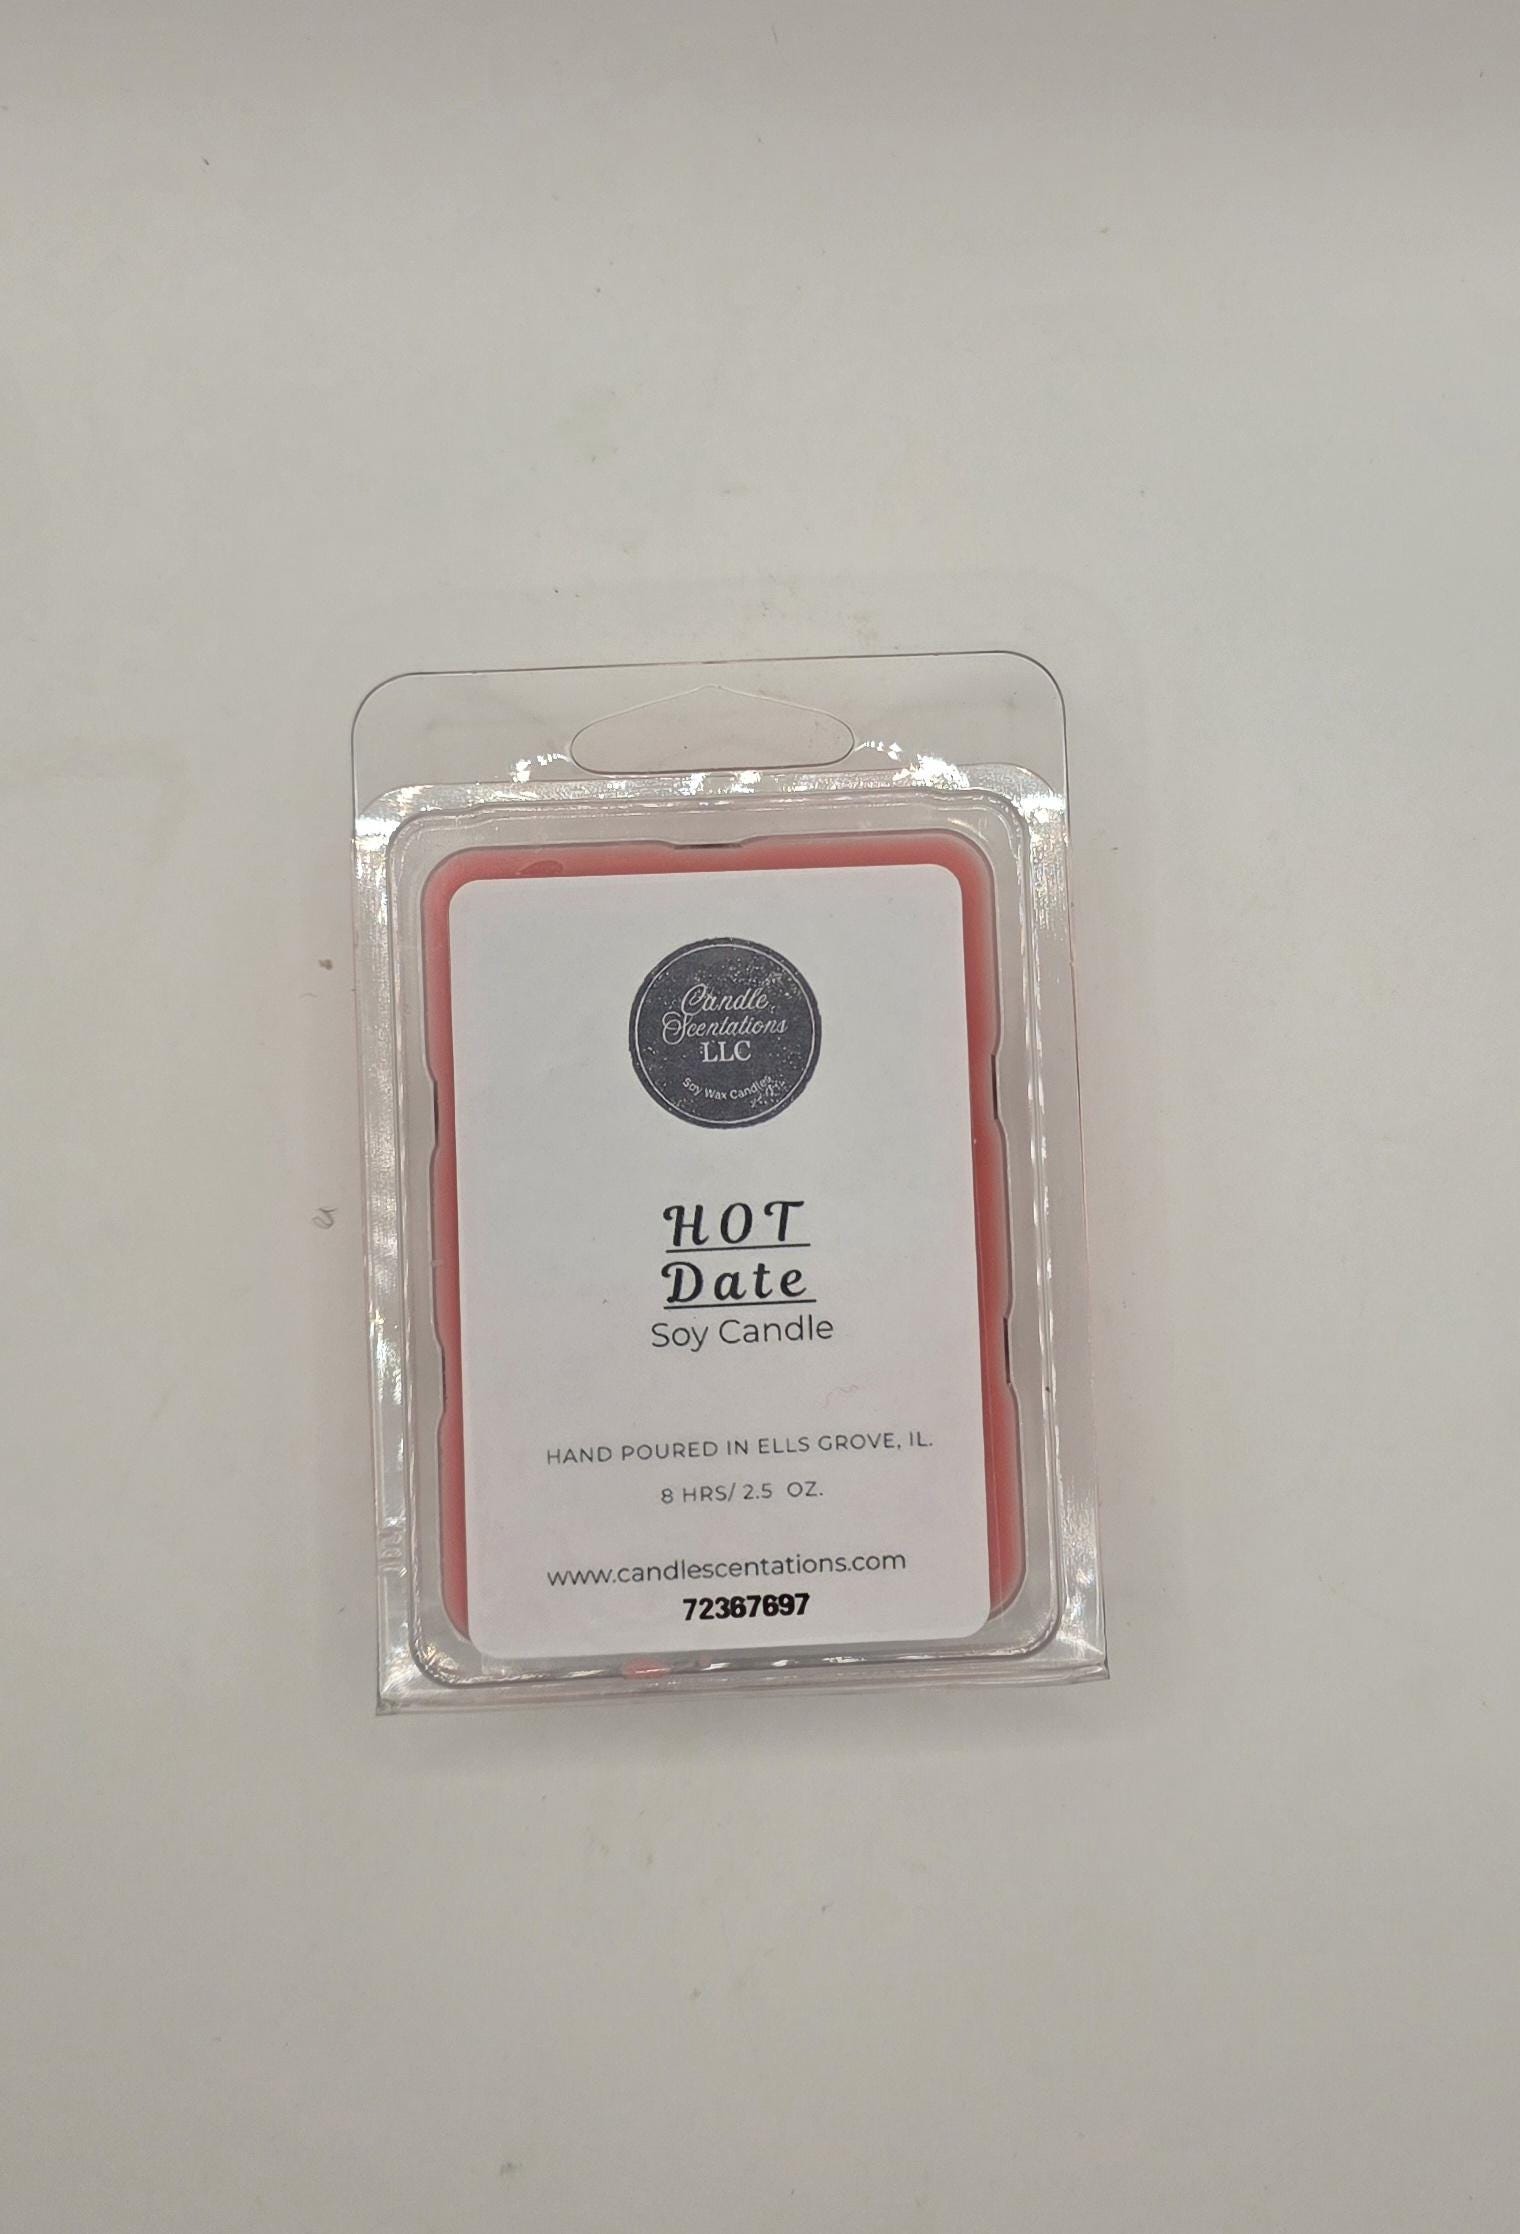 Candle
Scentations
LLC
Soy Wax Candles
HOT
Date
Soy Candle
HAND POURED IN ELLS GROVE, IL.
8 HRS/ 2.5 OZ.
www.candlescentations.com
72367697